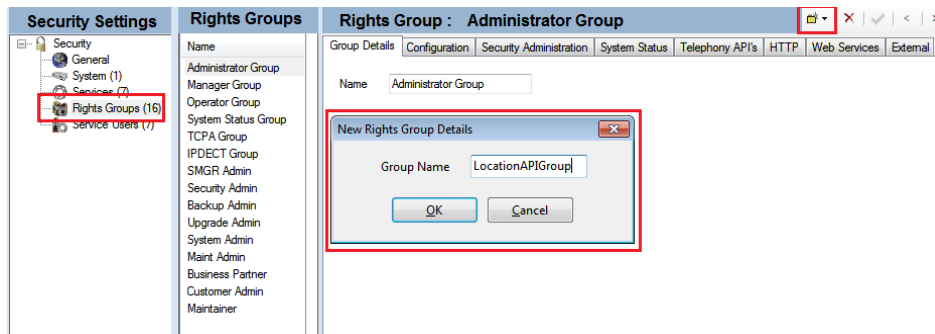 Security Settings
Security
General
System (1)
Services (7)
Rights Groups (16)
Service Users (7)
Rights Groups
Name
Administrator Group
Manager Group
Operator Group
System Status Group
TCPA Group
IPDECT Group
SMGR Admin
Security Admin
Backup Admin
Upgrade Admin
System Admin
Maint Admin
Business Partner
Customer Admin
Maintainer
Rights Group : Administrator Group
Group Details Configuration Security Administration System Status Telephony API's HTTP Web Services External
Name Administrator Group
New Rights Group Details
Group Name LocationAPIGroup
OK Cancel